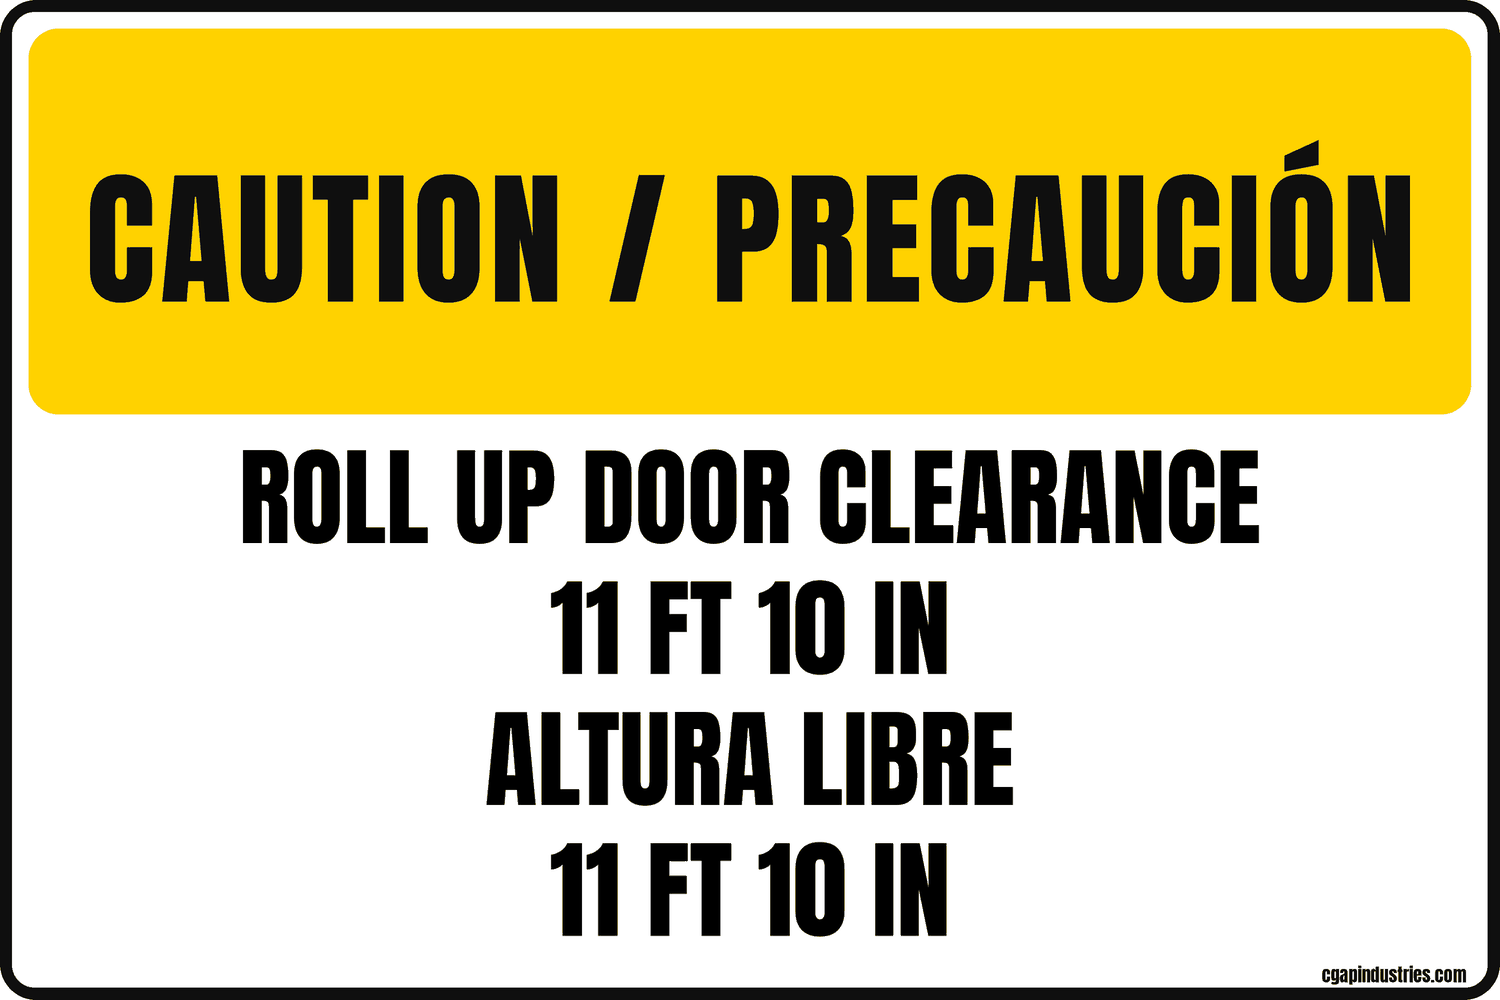 CAUTION / PRECAUCIÓN
ROLL UP DOOR CLEARANCE
11 FT 10 IN
ALTURA LIBRE
11 FT 10 IN
cgapindustries.com